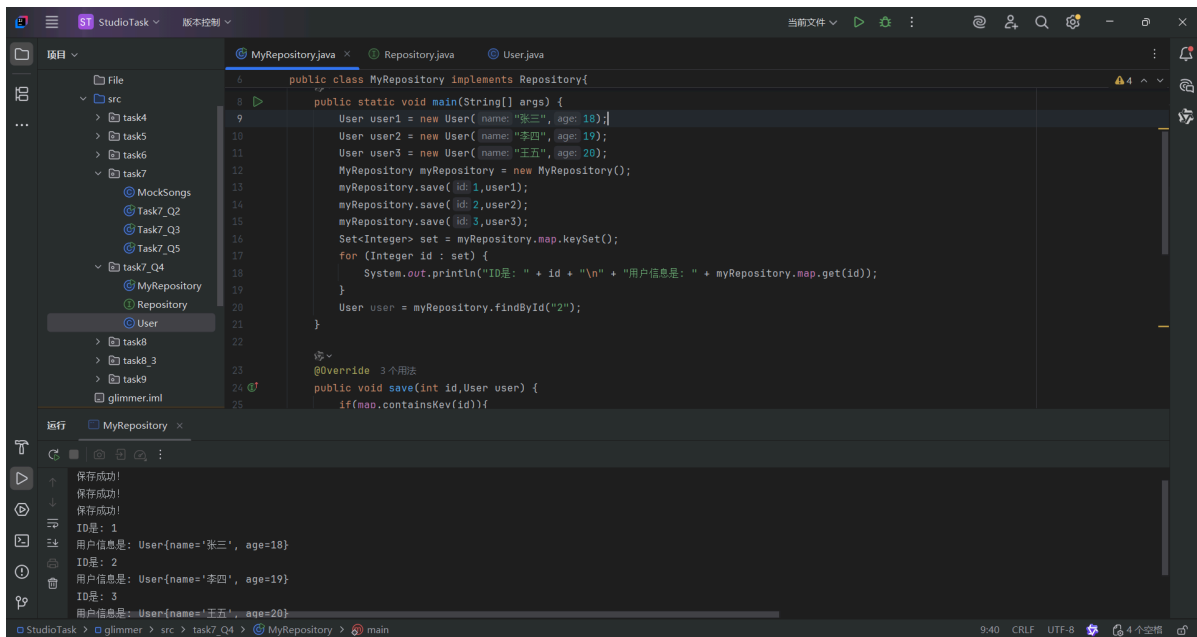 ST StudioTask 版本控制 当前文件
项目
MyRepository.java Repository.java User.java
File
src
task4
task5
task6
task7
MockSongs
Task7_Q2
Task7_Q3
Task7_Q5
task7_Q4
MyRepository
Repository
User
task8
task8_3
task9
glimmer.iml
6 public class MyRepository implements Repository{
4
8 public static void main(String[] args) {
9 User user1 = new User( name: "张三", age: 18);
10 User user2 = new User( name: "李四", age: 19);
11 User user3 = new User( name: "王五", age: 20);
12 MyRepository myRepository = new MyRepository();
13 myRepository.save( id: 1,user1);
14 myRepository.save( id: 2,user2);
15 myRepository.save( id: 3,user3);
16 Set<Integer> set = myRepository.map.keySet();
17 for (Integer id : set) {
18 System.out.println("ID是: " + id + "\n" + "用户信息是: " + myRepository.map.get(id));
19 }
20 User user = myRepository.findById("2");
21 }
22
23 @Override 3个用法
24 public void save(int id,User user) {
25 if(map.containsKey(id)){
运行 MyRepository
保存成功!
保存成功!
保存成功!
ID是: 1
用户信息是: User{name='张三', age=18}
ID是: 2
用户信息是: User{name='李四', age=19}
ID是: 3
用户信息是: User{name='王五', age=20}
StudioTask > glimmer > src > task7_Q4 > MyRepository > main 9:40 CRLF UTF-8 4个空格